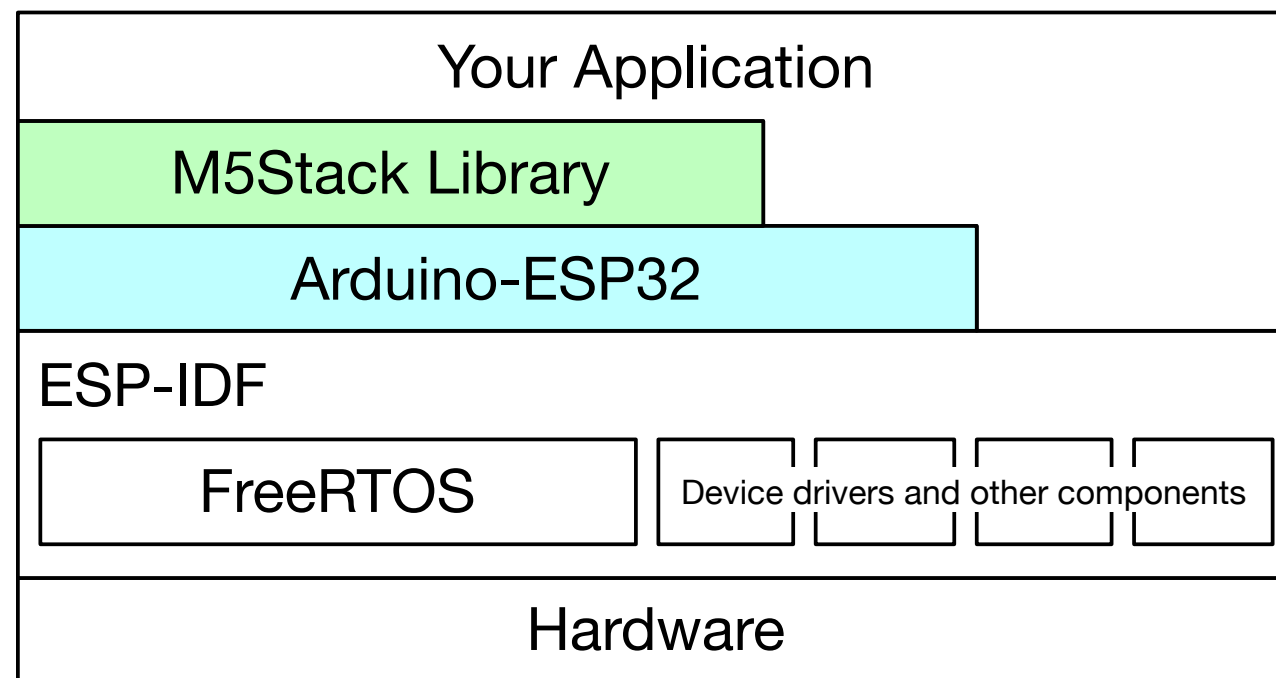 Your Application
M5Stack Library
Arduino-ESP32
ESP-IDF
FreeRTOS
Device drivers and other components
Hardware